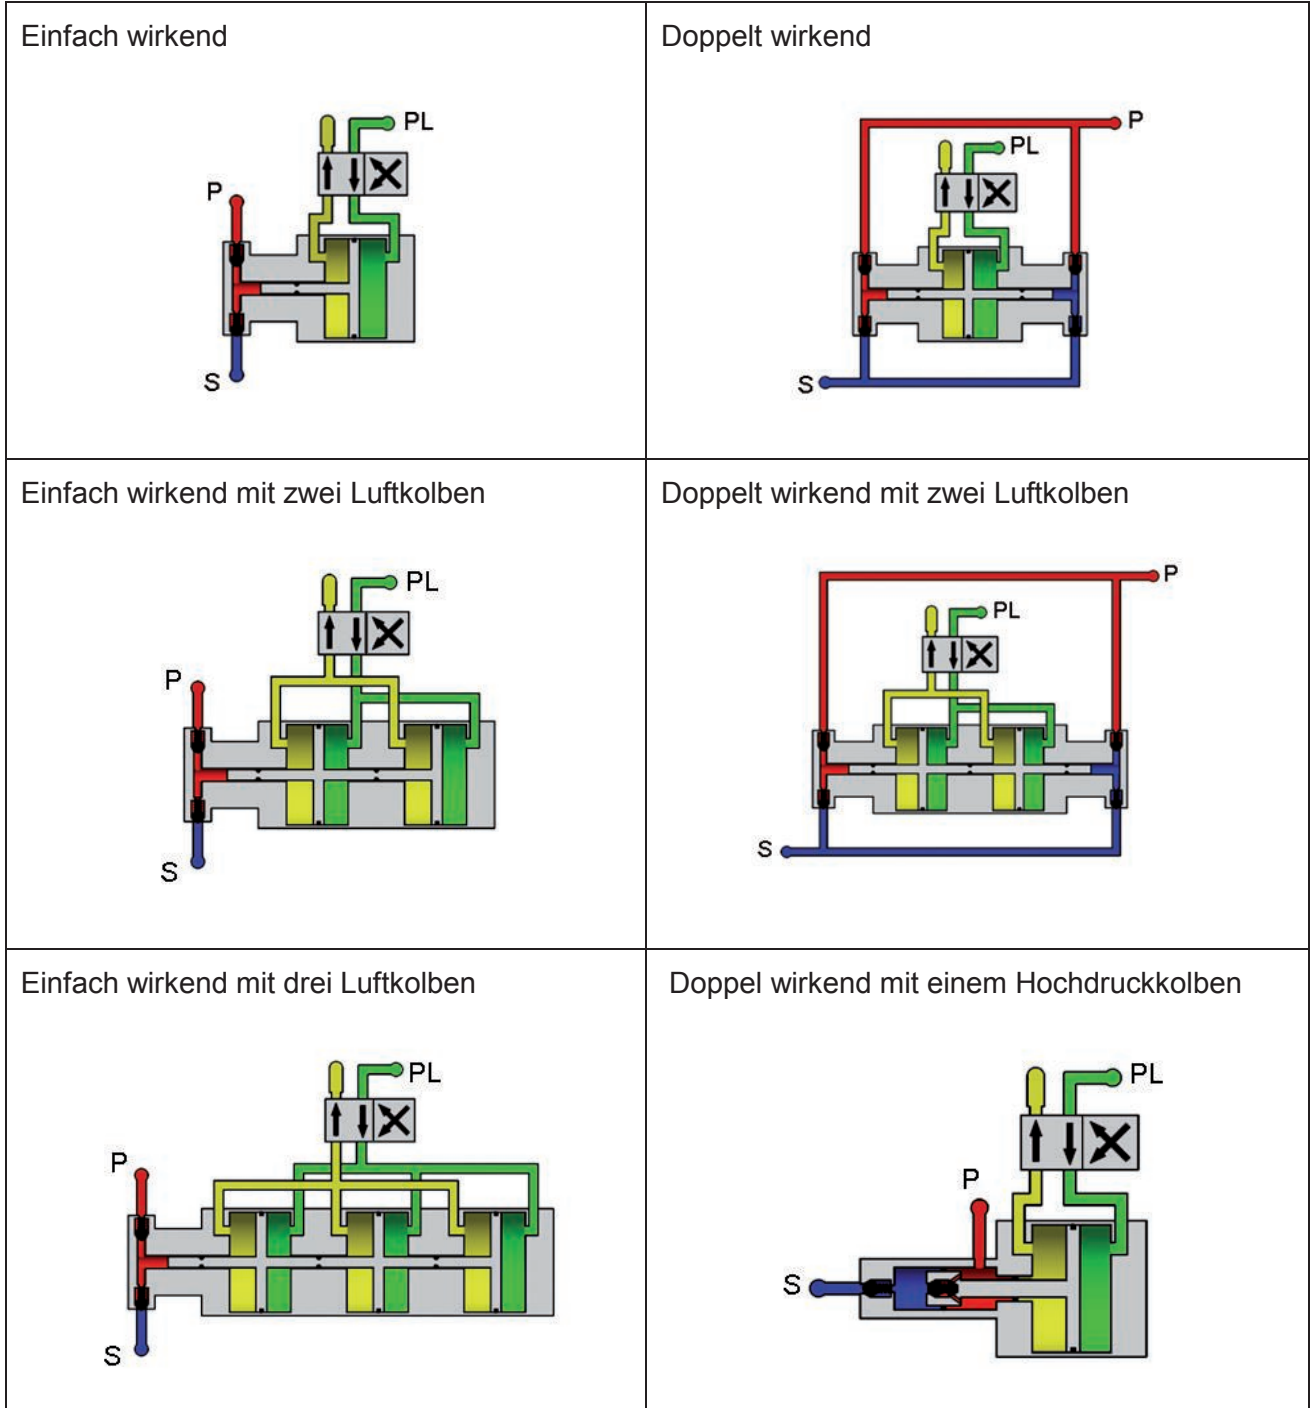 Einfach wirkend
PL
P
S
Doppelt wirkend
P
PL
S
Einfach wirkend mit zwei Luftkolben
PL
P
S
Doppelt wirkend mit zwei Luftkolben
P
PL
S
Einfach wirkend mit drei Luftkolben
PL
P
S
Doppel wirkend mit einem Hochdruckkolben
PL
P
S